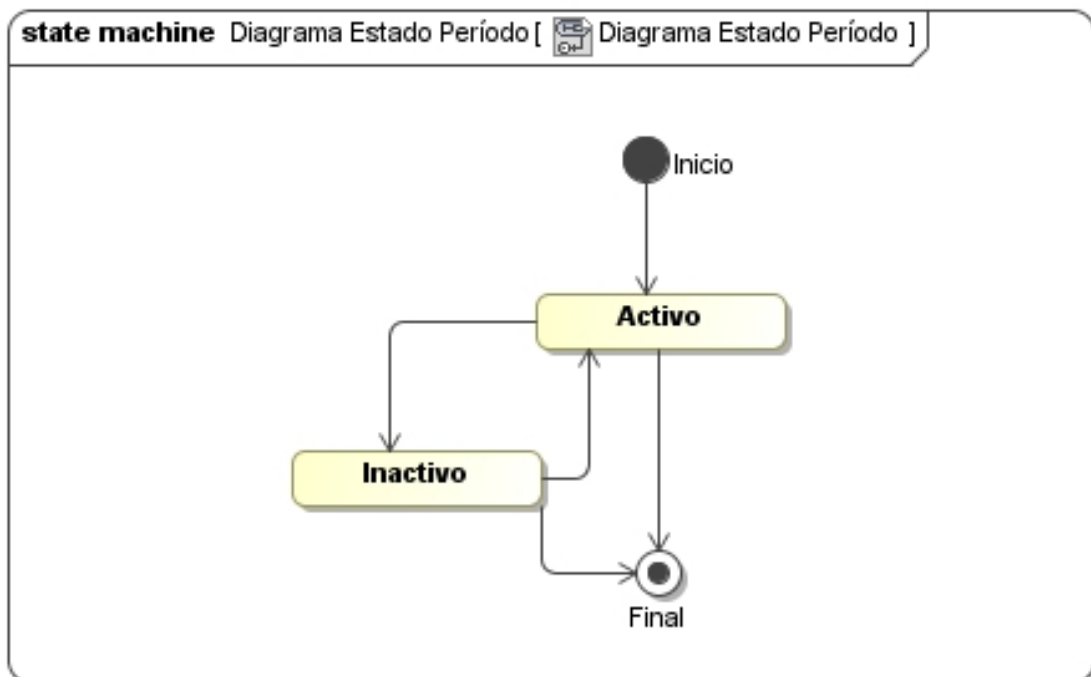 state machine Diagrama Estado Período [ Diagrama Estado Período ]
Inicio
Activo
Inactivo
Final